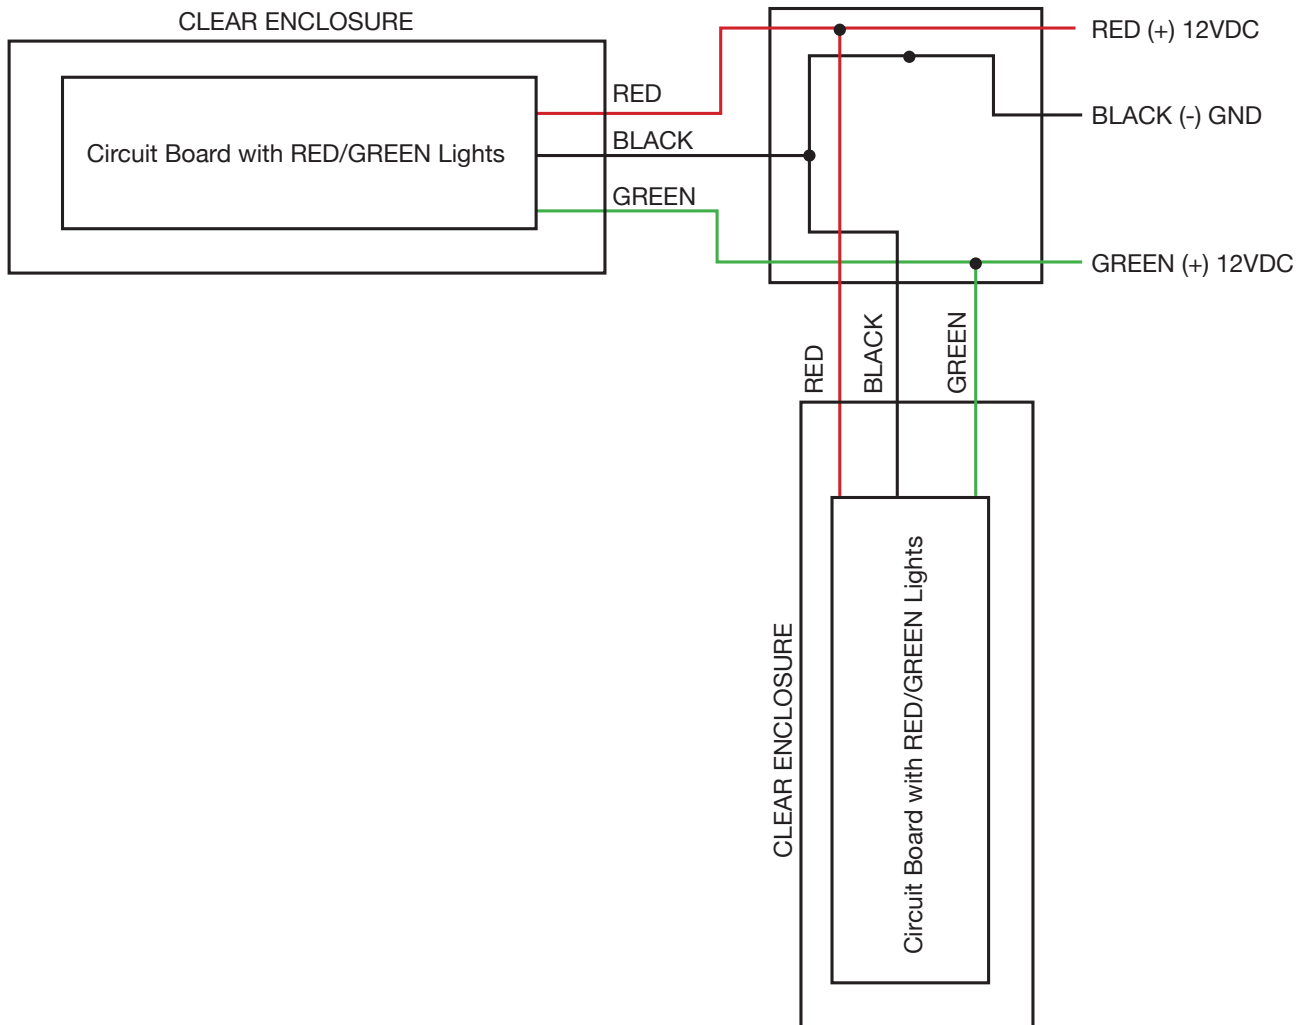 CLEAR ENCLOSURE
RED (+) 12VDC
RED
BLACK (-) GND
BLACK
Circuit Board with RED/GREEN Lights
GREEN
GREEN (+) 12VDC
RED
BLACK
GREEN
CLEAR ENCLOSURE
Circuit Board with RED/GREEN Lights